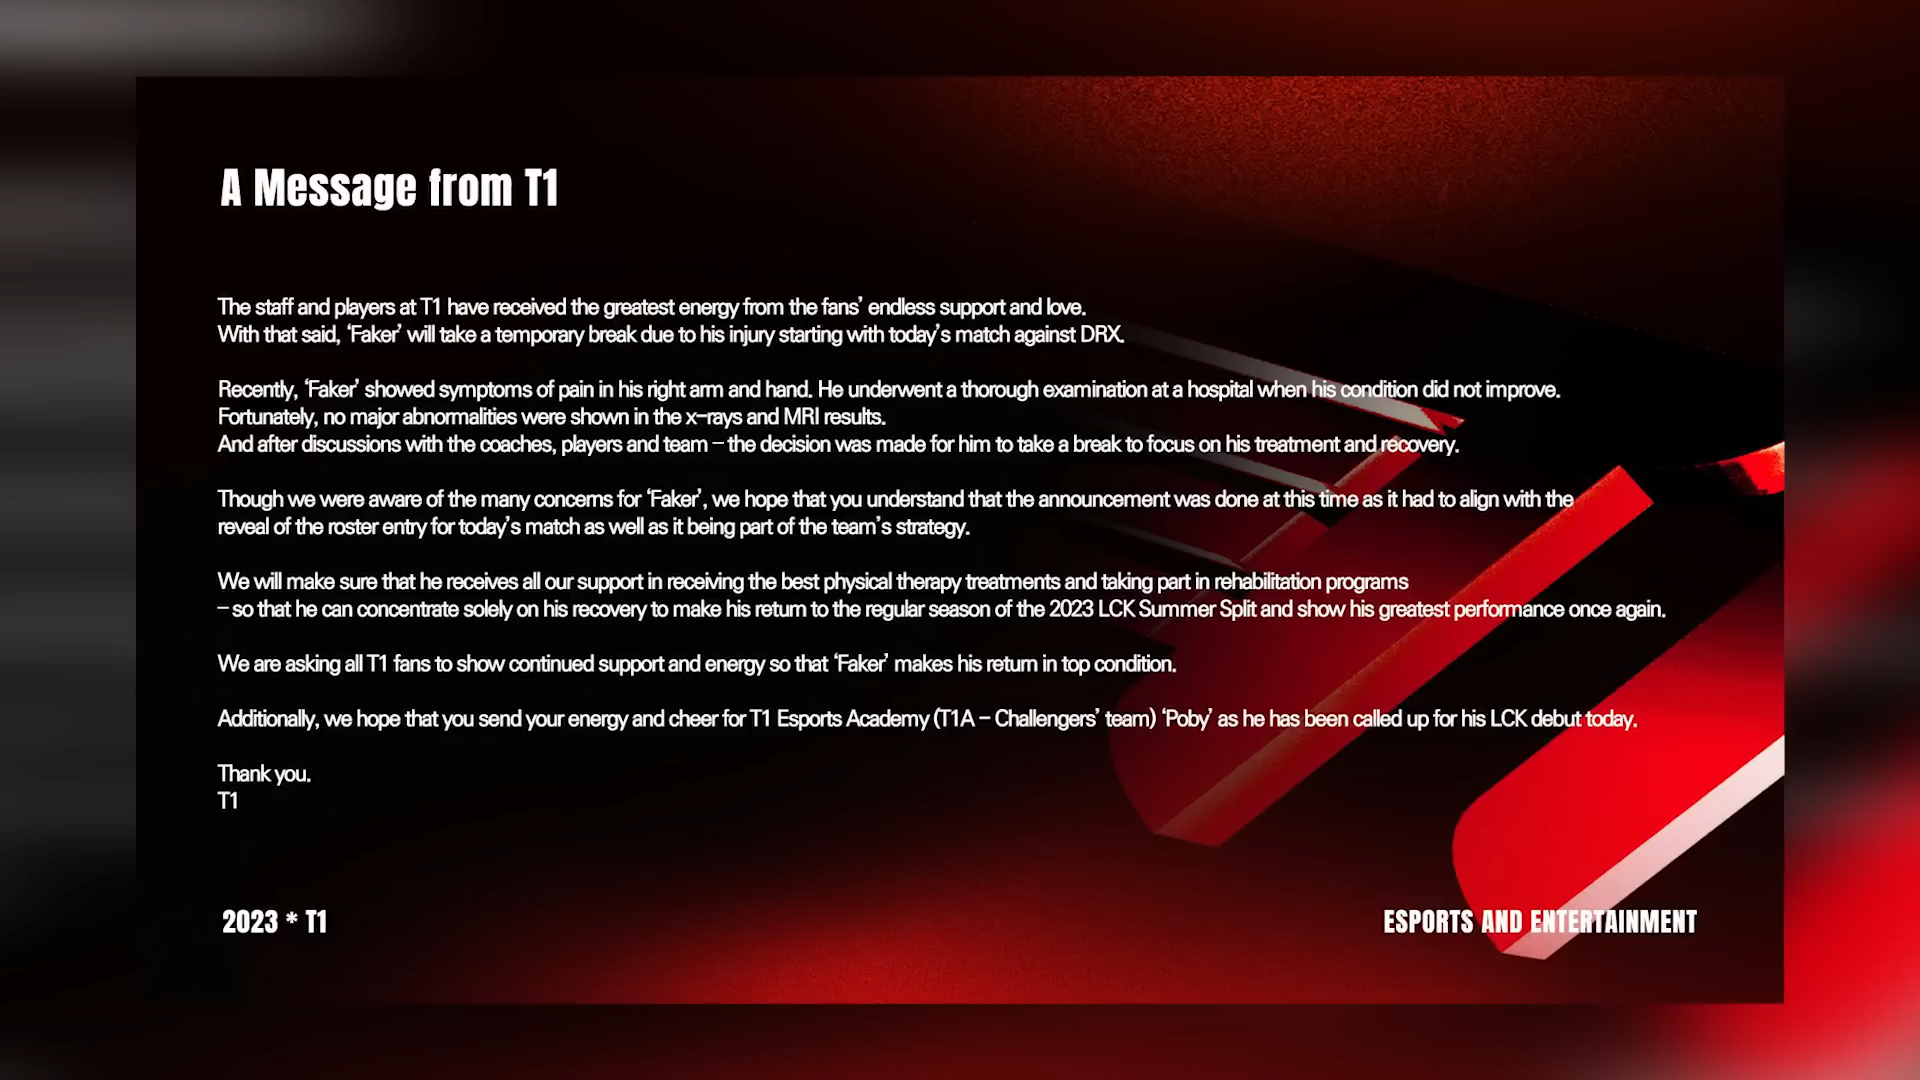 A Message from T1
The staff and players at T1 have received the greatest energy from the fans’ endless support and love.
With that said, ‘Faker’ will take a temporary break due to his injury starting with today’s match against DRX.
Recently, ‘Faker’ showed symptoms of pain in his right arm and hand. He underwent a thorough examination at a hospital when his condition did not improve.
Fortunately, no major abnormalities were shown in the x-rays and MRI results.
And after discussions with the coaches, players and team – the decision was made for him to take a break to focus on his treatment and recovery.
Though we were aware of the many concerns for ‘Faker’, we hope that you understand that the announcement was done at this time as it had to align with the
reveal of the roster entry for today’s match as well as it being part of the team’s strategy.
We will make sure that he receives all our support in receiving the best physical therapy treatments and taking part in rehabilitation programs
– so that he can concentrate solely on his recovery to make his return to the regular season of the 2023 LCK Summer Split and show his greatest performance once again.
We are asking all T1 fans to show continued support and energy so that ‘Faker’ makes his return in top condition.
Additionally, we hope that you send your energy and cheer for T1 Esports Academy (T1A – Challengers’ team) ‘Poby’ as he has been called up for his LCK debut today.
Thank you.
T1
2023 * T1
ESPORTS AND ENTERTAINMENT